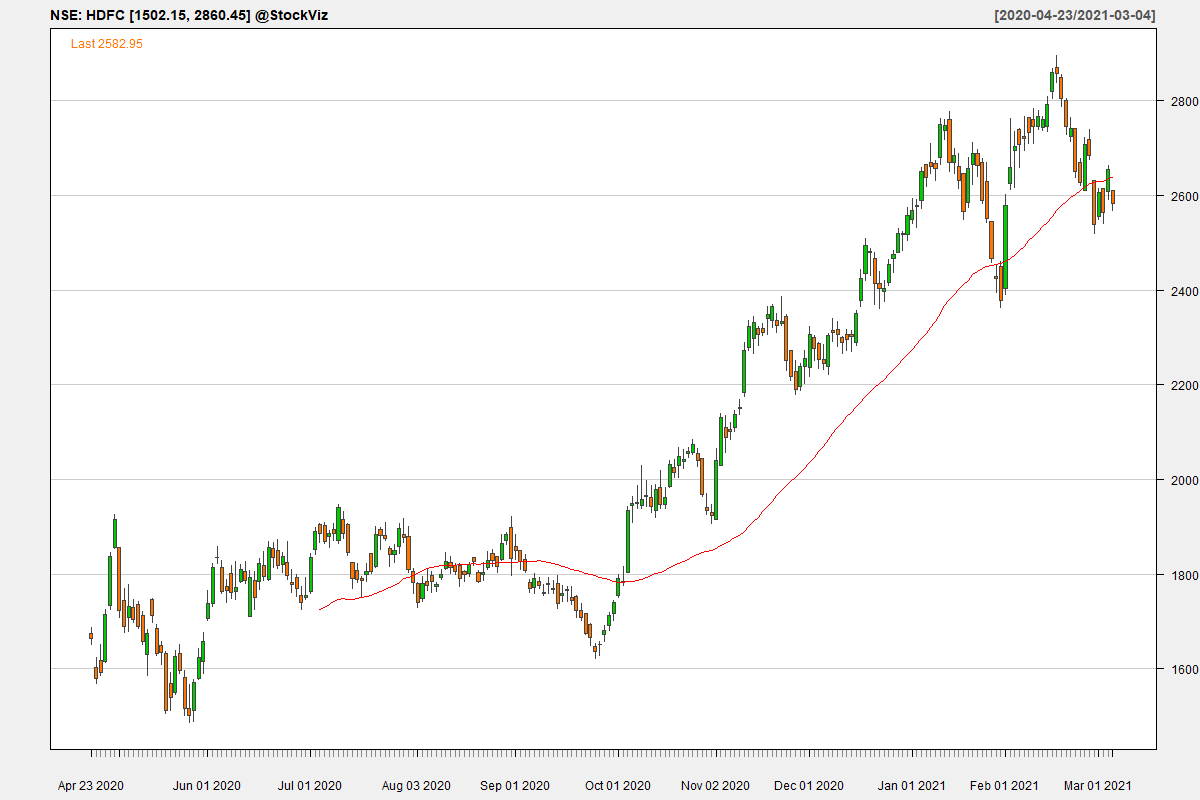 NSE: HDFC [1502.15, 2860.45] @StockViz [2020-04-23/2021-03-04]
Last 2582.95
2800
2600
2400
2200
2000
1800
1600
Apr 23 2020 Jun 01 2020 Jul 01 2020 Aug 03 2020 Sep 01 2020 Oct 01 2020 Nov 02 2020 Dec 01 2020 Jan 01 2021 Feb 01 2021 Mar 01 2021